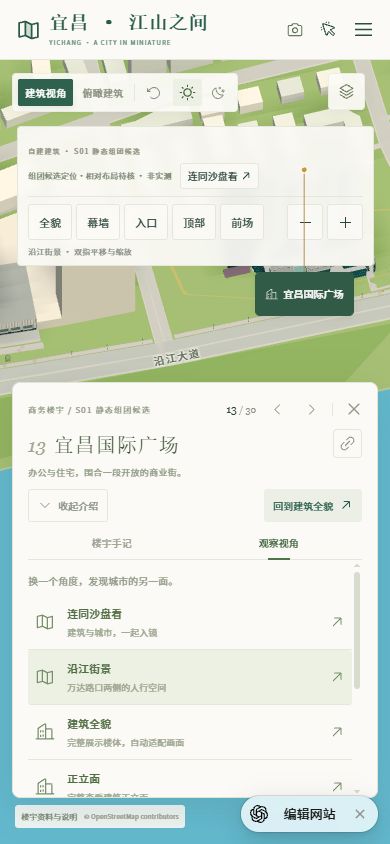 宜昌 • 江山之间
YICHANG • A CITY IN MINIATURE
建筑视角 俯瞰建筑
自建建筑 · S01 静态组团候选
组团候选定位·相对布局待核 · 非实测 连同沙盘看
全貌 幕墙 入口 顶部 前场 — +
沿江街景 · 双指平移与缩放
宜昌国际广场
沿江大道
商务楼宇 / S01 静态组团候选 13 / 30
13 宜昌国际广场
办公与住宅,围合一段开放的商业街。
收起介绍 回到建筑全貌
楼宇手记 观察视角
换一个角度,发现城市的另一面。
连同沙盘看
建筑与城市,一起入镜
沿江街景
万达路口两侧的人行空间
建筑全貌
完整展示楼体,自动适配画面
正立面
楼宇资料与说明 © OpenStreetMap contributors
编辑网站